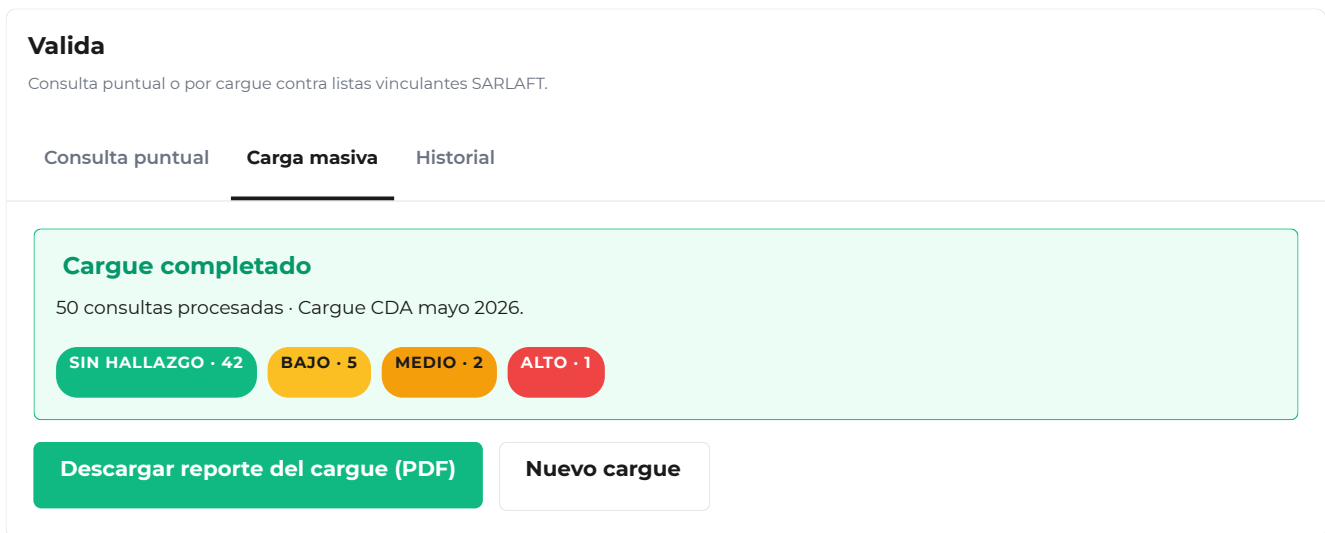 Valida
Consulta puntual o por cargue contra listas vinculantes SARLAFT.
Consulta puntual Carga masiva Historial
Cargue completado
50 consultas procesadas · Cargue CDA mayo 2026.
SIN HALLAZGO · 42 BAJO · 5 MEDIO · 2 ALTO · 1
Descargar reporte del cargue (PDF) Nuevo cargue